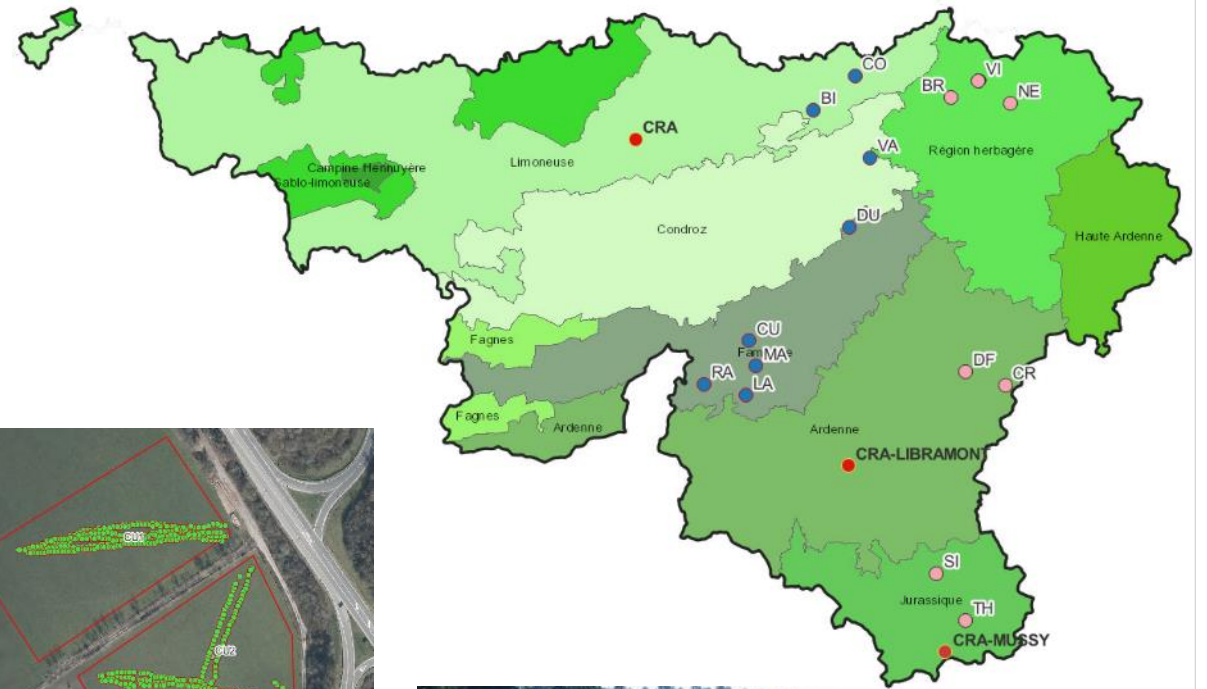 CO
VI
BR
NE
BI
CRA
VA
Région herbagère
Limoneuse
Campine Hennuyère
Sablo-limoneuse
DU
Condroz
Haute Ardenne
CU
Fagnes
MA
DF
RA
CR
LA
Fagnes
Ardenne
Ardenne
CRA-LIBRAMONT
CU1
SI
Jurassique
TH
CU2
CRA-MUSSY